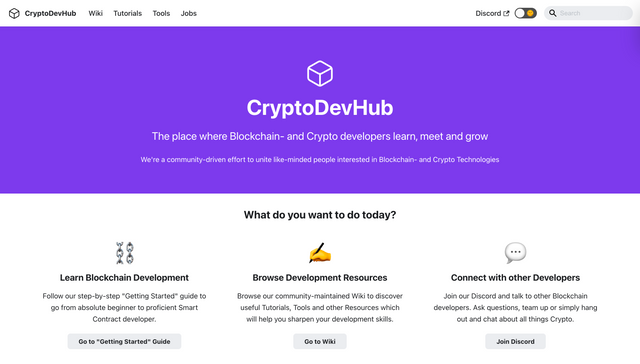 CryptoDevHub Wiki Tutorials Tools Jobs Discord Search
CryptoDevHub
The place where Blockchain- and Crypto developers learn, meet and grow
We're a community-driven effort to unite like-minded people interested in Blockchain- and Crypto Technologies
What do you want to do today?
Learn Blockchain Development
Follow our step-by-step "Getting Started" guide to
go from absolute beginner to proficient Smart
Contract developer.
Go to "Getting Started" Guide
Browse Development Resources
Browse our community-maintained Wiki to discover
useful Tutorials, Tools and other Resources which
will help you sharpen your development skills.
Go to Wiki
Connect with other Developers
Join our Discord and talk to other Blockchain
developers. Ask questions, team up or simply hang
out and chat about all things Crypto.
Join Discord